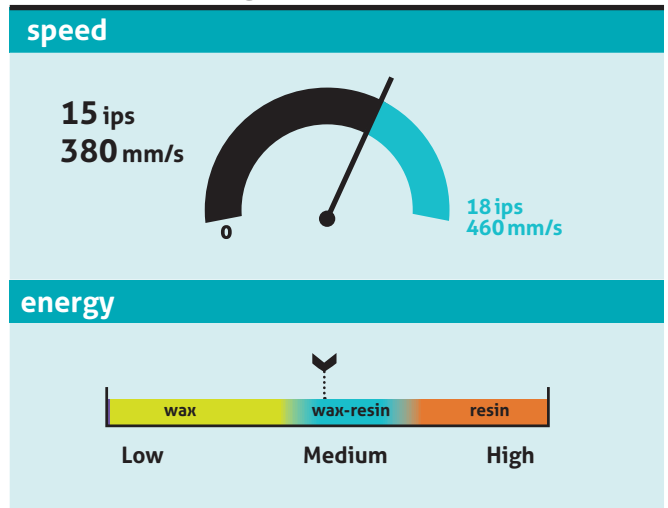 speed
15 ips
380 mm/s
0
18 ips
460 mm/s
energy
wax wax-resin resin
Low Medium High